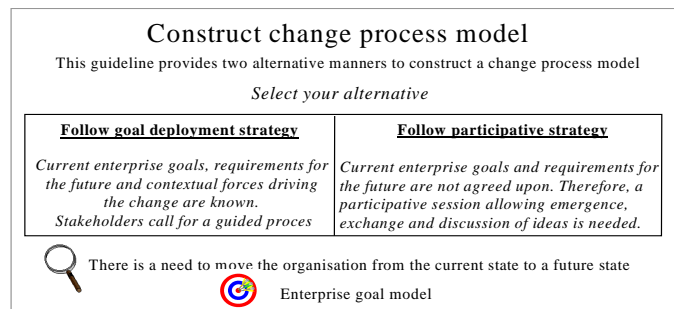 Construct change process model
This guideline provides two alternative manners to construct a change process model
Select your alternative
Follow goal deployment strategy
Current enterprise goals, requirements for
the future and contextual forces driving
the change are known.
Stakeholders call for a guided proces
Follow participative strategy
Current enterprise goals and requirements for
the future are not agreed upon. Therefore, a
participative session allowing emergence,
exchange and discussion of ideas is needed.
There is a need to move the organisation from the current state to a future state
Enterprise goal model